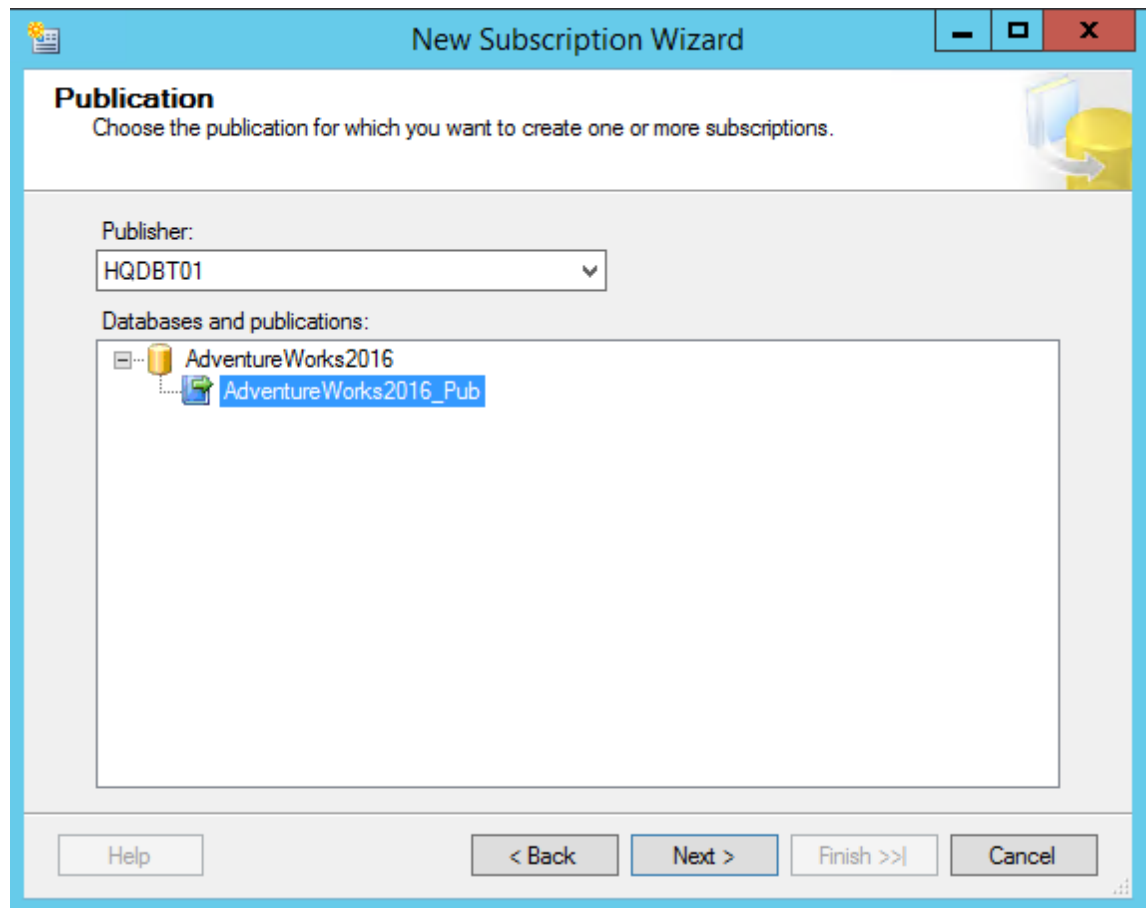 New Subscription Wizard
Publication
Choose the publication for which you want to create one or more subscriptions.
Publisher:
HQDBT01
Databases and publications:
AdventureWorks2016
AdventureWorks2016_Pub
Help
< Back
Next >
Finish >>|
Cancel